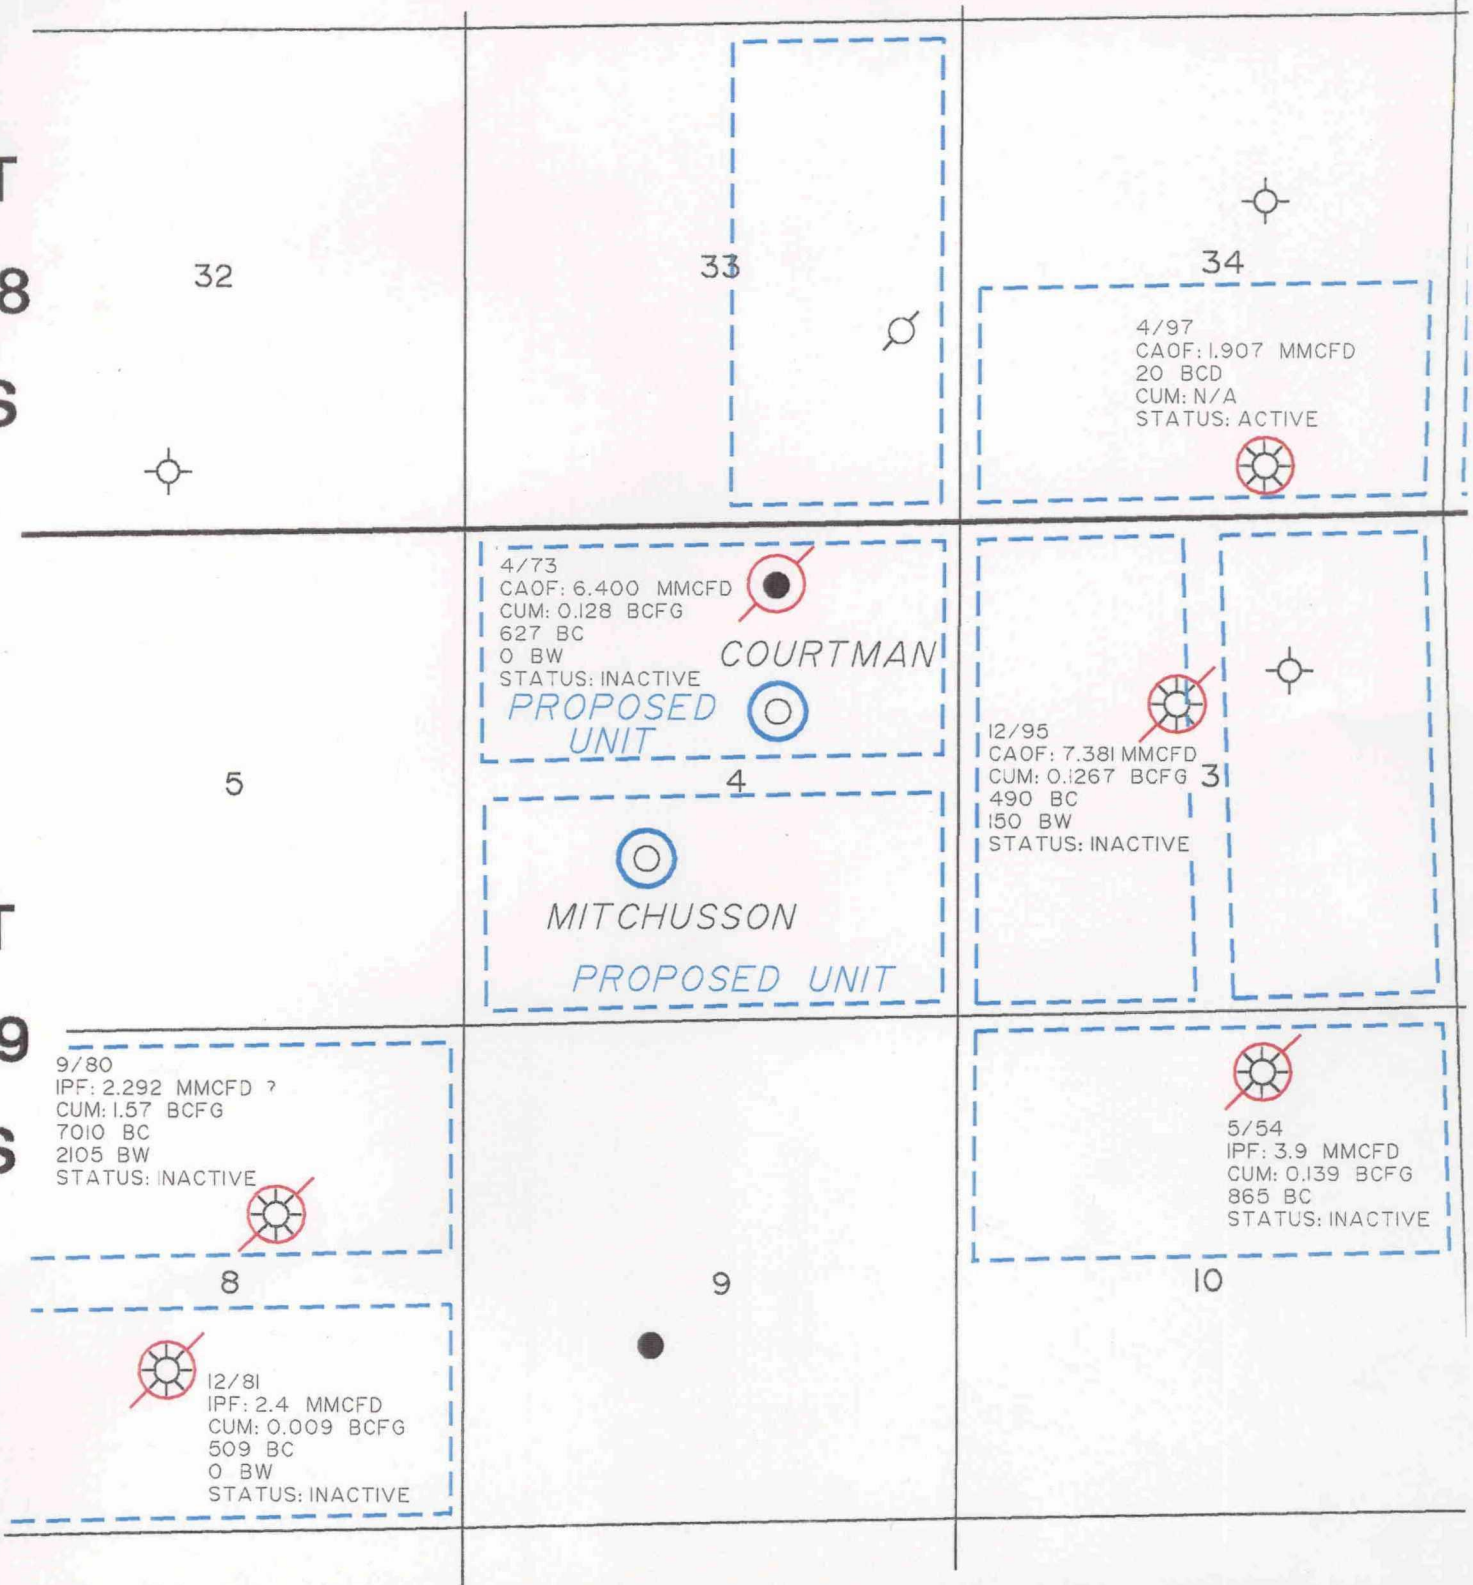 T
8
S
32
33
34
4/97
CAOF: 1.907 MMCFD
20 BCD
CUM: N/A
STATUS: ACTIVE
4/73
CAOF: 6.400 MMCFD
CUM: 0.128 BCFG
627 BC
0 BW
STATUS: INACTIVE
COURTMAN
PROPOSED
UNIT
5
4
12/95
CAOF: 7.381 MMCFD
CUM: 0.1267 BCFG
490 BC
150 BW
STATUS: INACTIVE
3
MITCHUSSON
PROPOSED UNIT
T
9
S
9/80
IPF: 2.292 MMCFD ?
CUM: 1.57 BCFG
7010 BC
2105 BW
STATUS: INACTIVE
5/54
IPF: 3.9 MMCFD
CUM: 0.139 BCFG
865 BC
STATUS: INACTIVE
8
9
10
12/81
IPF: 2.4 MMCFD
CUM: 0.009 BCFG
509 BC
0 BW
STATUS: INACTIVE